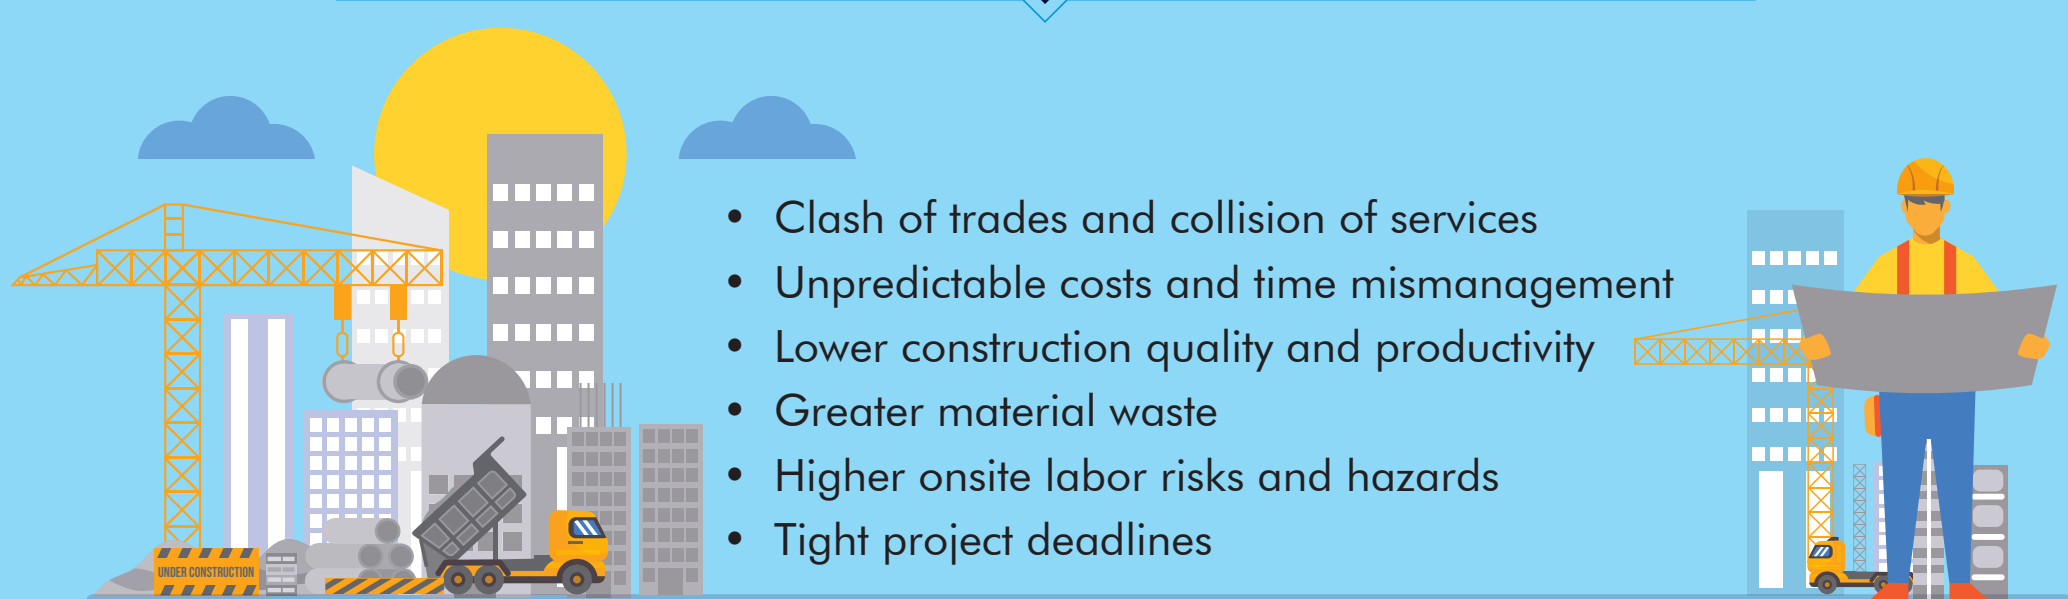 • Clash of trades and collision of services
• Unpredictable costs and time mismanagement
• Lower construction quality and productivity
• Greater material waste
• Higher onsite labor risks and hazards
• Tight project deadlines
UNDER CONSTRUCTION